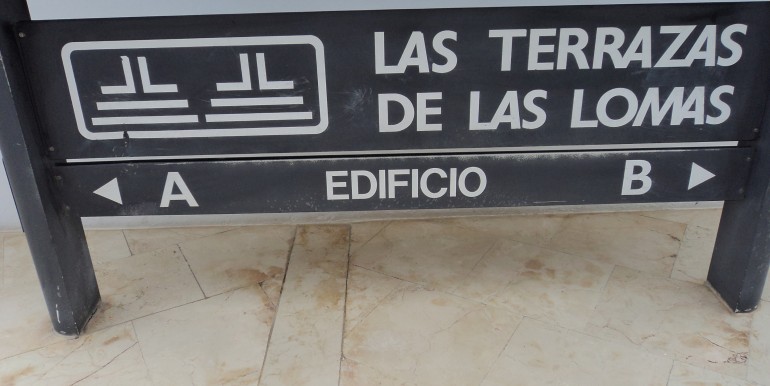 LAS TERRAZAS
DE LAS LOMAS
◀ A EDIFICIO B ▶